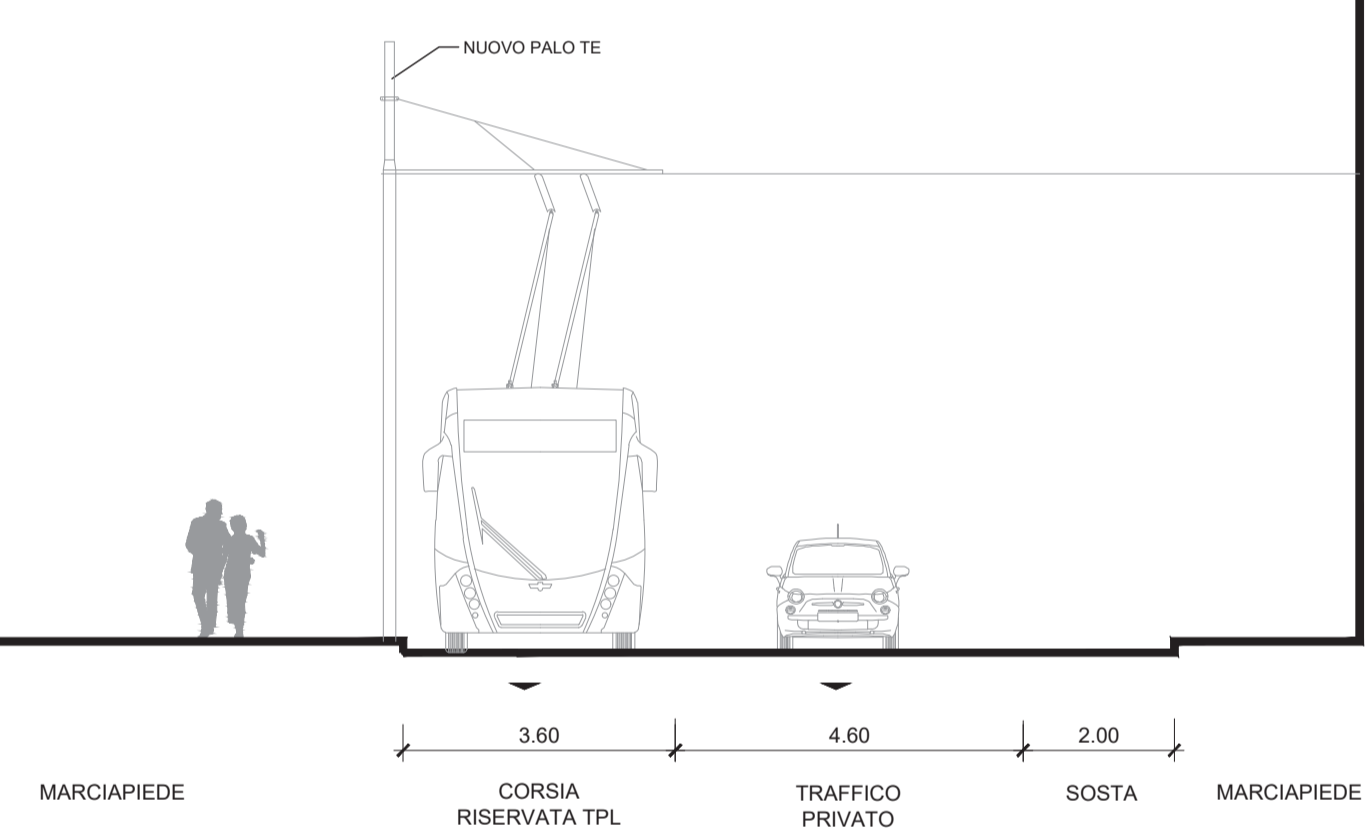 NUOVO PALO TE
3.60
4.60
2.00
MARCIAPIEDE
CORSIA
RISERVATA TPL
TRAFFICO
PRIVATO
SOSTA
MARCIAPIEDE